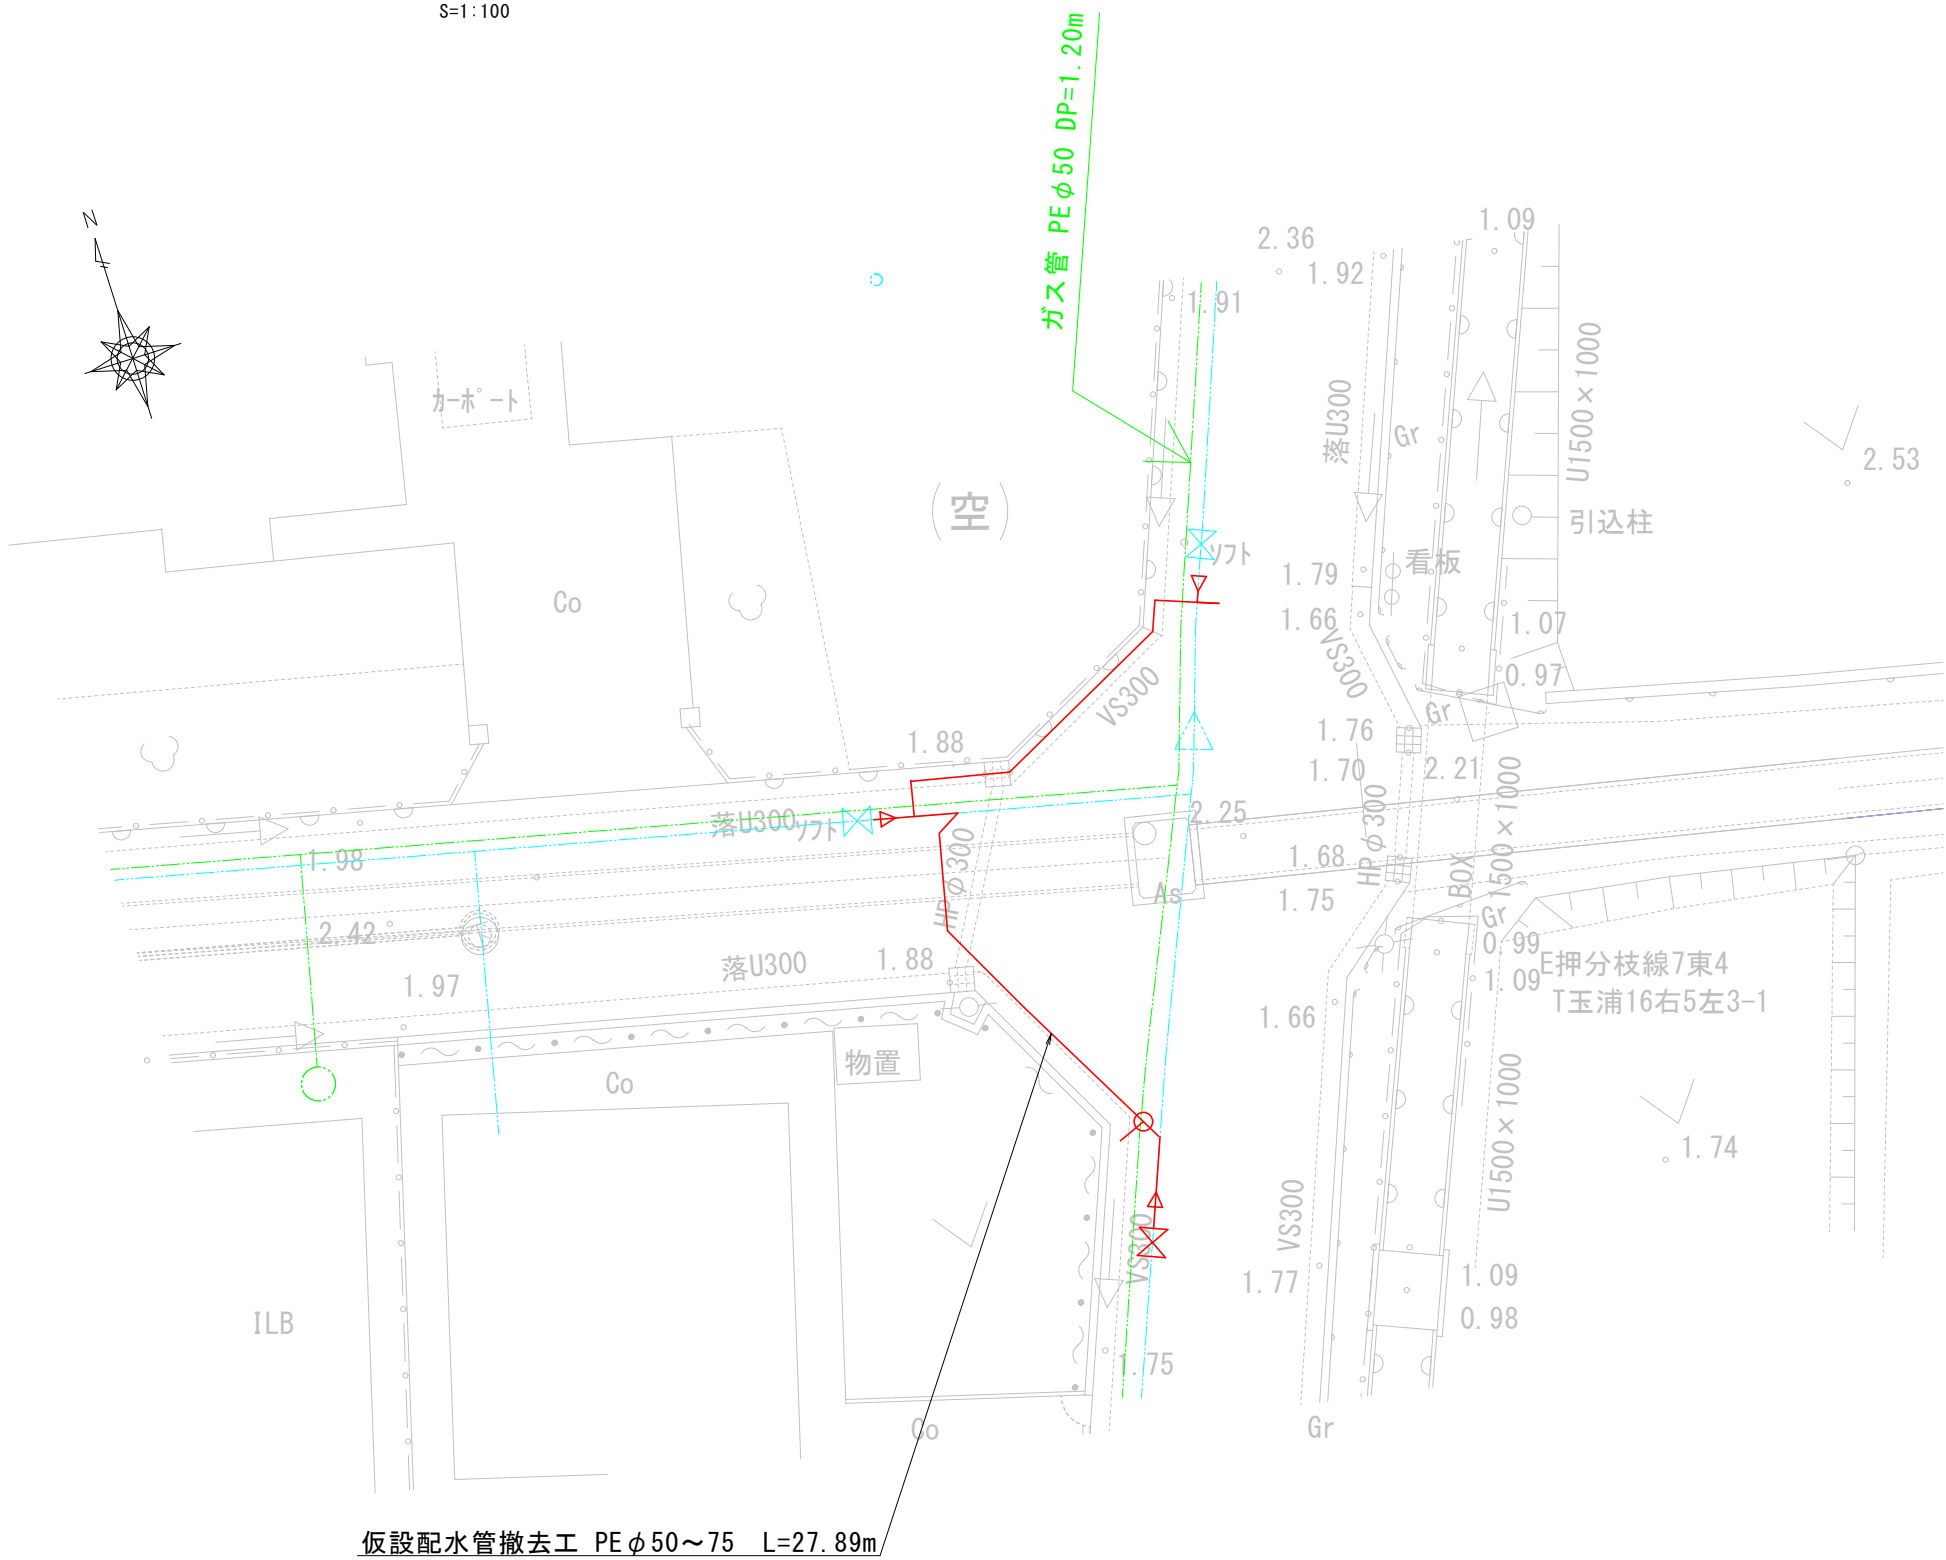 S=1:100
ガス管 PEφ50 DP=1.20m
N
1.09
2.36
1.92
1.91
カーポート
落U300
Gr
U1500×1000
2.53
(空)
引込柱
ソフト
看板
1.79
Co
1.66
1.07
VS300
0.97
VS300
Gr
1.76
1.88
1.70
2.21
落U300
ソフト
2.25
HPφ300
1500×1000
BOX
1.98
1.68
HPφ300
As
1.75
Gr
2.42
0.99
落U300
1.88
E押分枝線7東4
1.97
1.09
T玉浦16右5左3-1
1.66
物置
Co
U1500×1000
1.74
VS300
VS300
1.77
1.09
ILB
0.98
1.75
Co
Gr
仮設配水管撤去工 PEφ50～75 L=27.89m